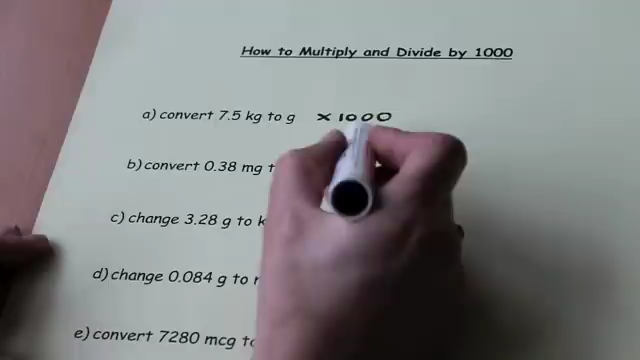 How to Multiply and Divide by 1000
a) convert 7.5 kg to g × 1000
b) convert 0.38 mg
c) change 3.28 g to
d) change 0.084 g to
e) convert 7280 mcg